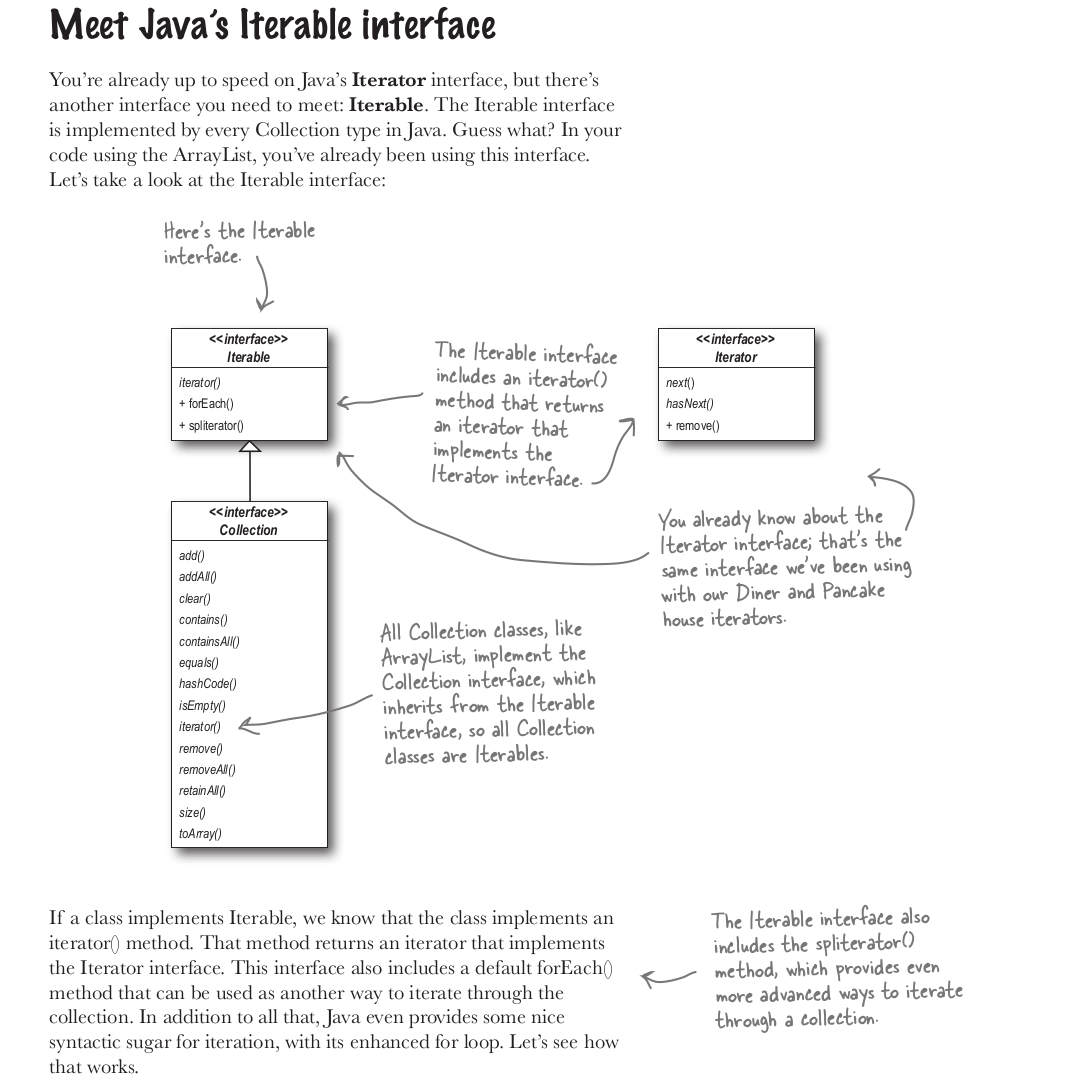 Meet Java's Iterable interface
You're already up to speed on Java's Iterator interface, but there's
another interface you need to meet: Iterable. The Iterable interface
is implemented by every Collection type in Java. Guess what? In your
code using the ArrayList, you've already been using this interface.
Let's take a look at the Iterable interface:
Here's the Iterable
interface.
<<interface>>
Iterable
iterator()
+ forEach()
+ spliterator()
The Iterable interface
includes an iterator()
method that returns
an iterator that
implements the
Iterator interface.
<<interface>>
Iterator
next()
hasNext()
+ remove()
You already know about the
Iterator interface; that's the
same interface we've been using
with our Diner and Pancake
house iterators.
<<interface>>
Collection
add()
addAll()
clear()
contains()
containsAll()
equals()
hashCode()
isEmpty()
iterator()
remove()
removeAll()
retainAll()
size()
toArray()
All Collection classes, like
ArrayList, implement the
Collection interface, which
inherits from the Iterable
interface, so all Collection
classes are Iterables.
If a class implements Iterable, we know that the class implements an
iterator() method. That method returns an iterator that implements
the Iterator interface. This interface also includes a default forEach()
method that can be used as another way to iterate through the
collection. In addition to all that, Java even provides some nice
syntactic sugar for iteration, with its enhanced for loop. Let's see how
that works.
The Iterable interface also
includes the spliterator()
method, which provides even
more advanced ways to iterate
through a collection.